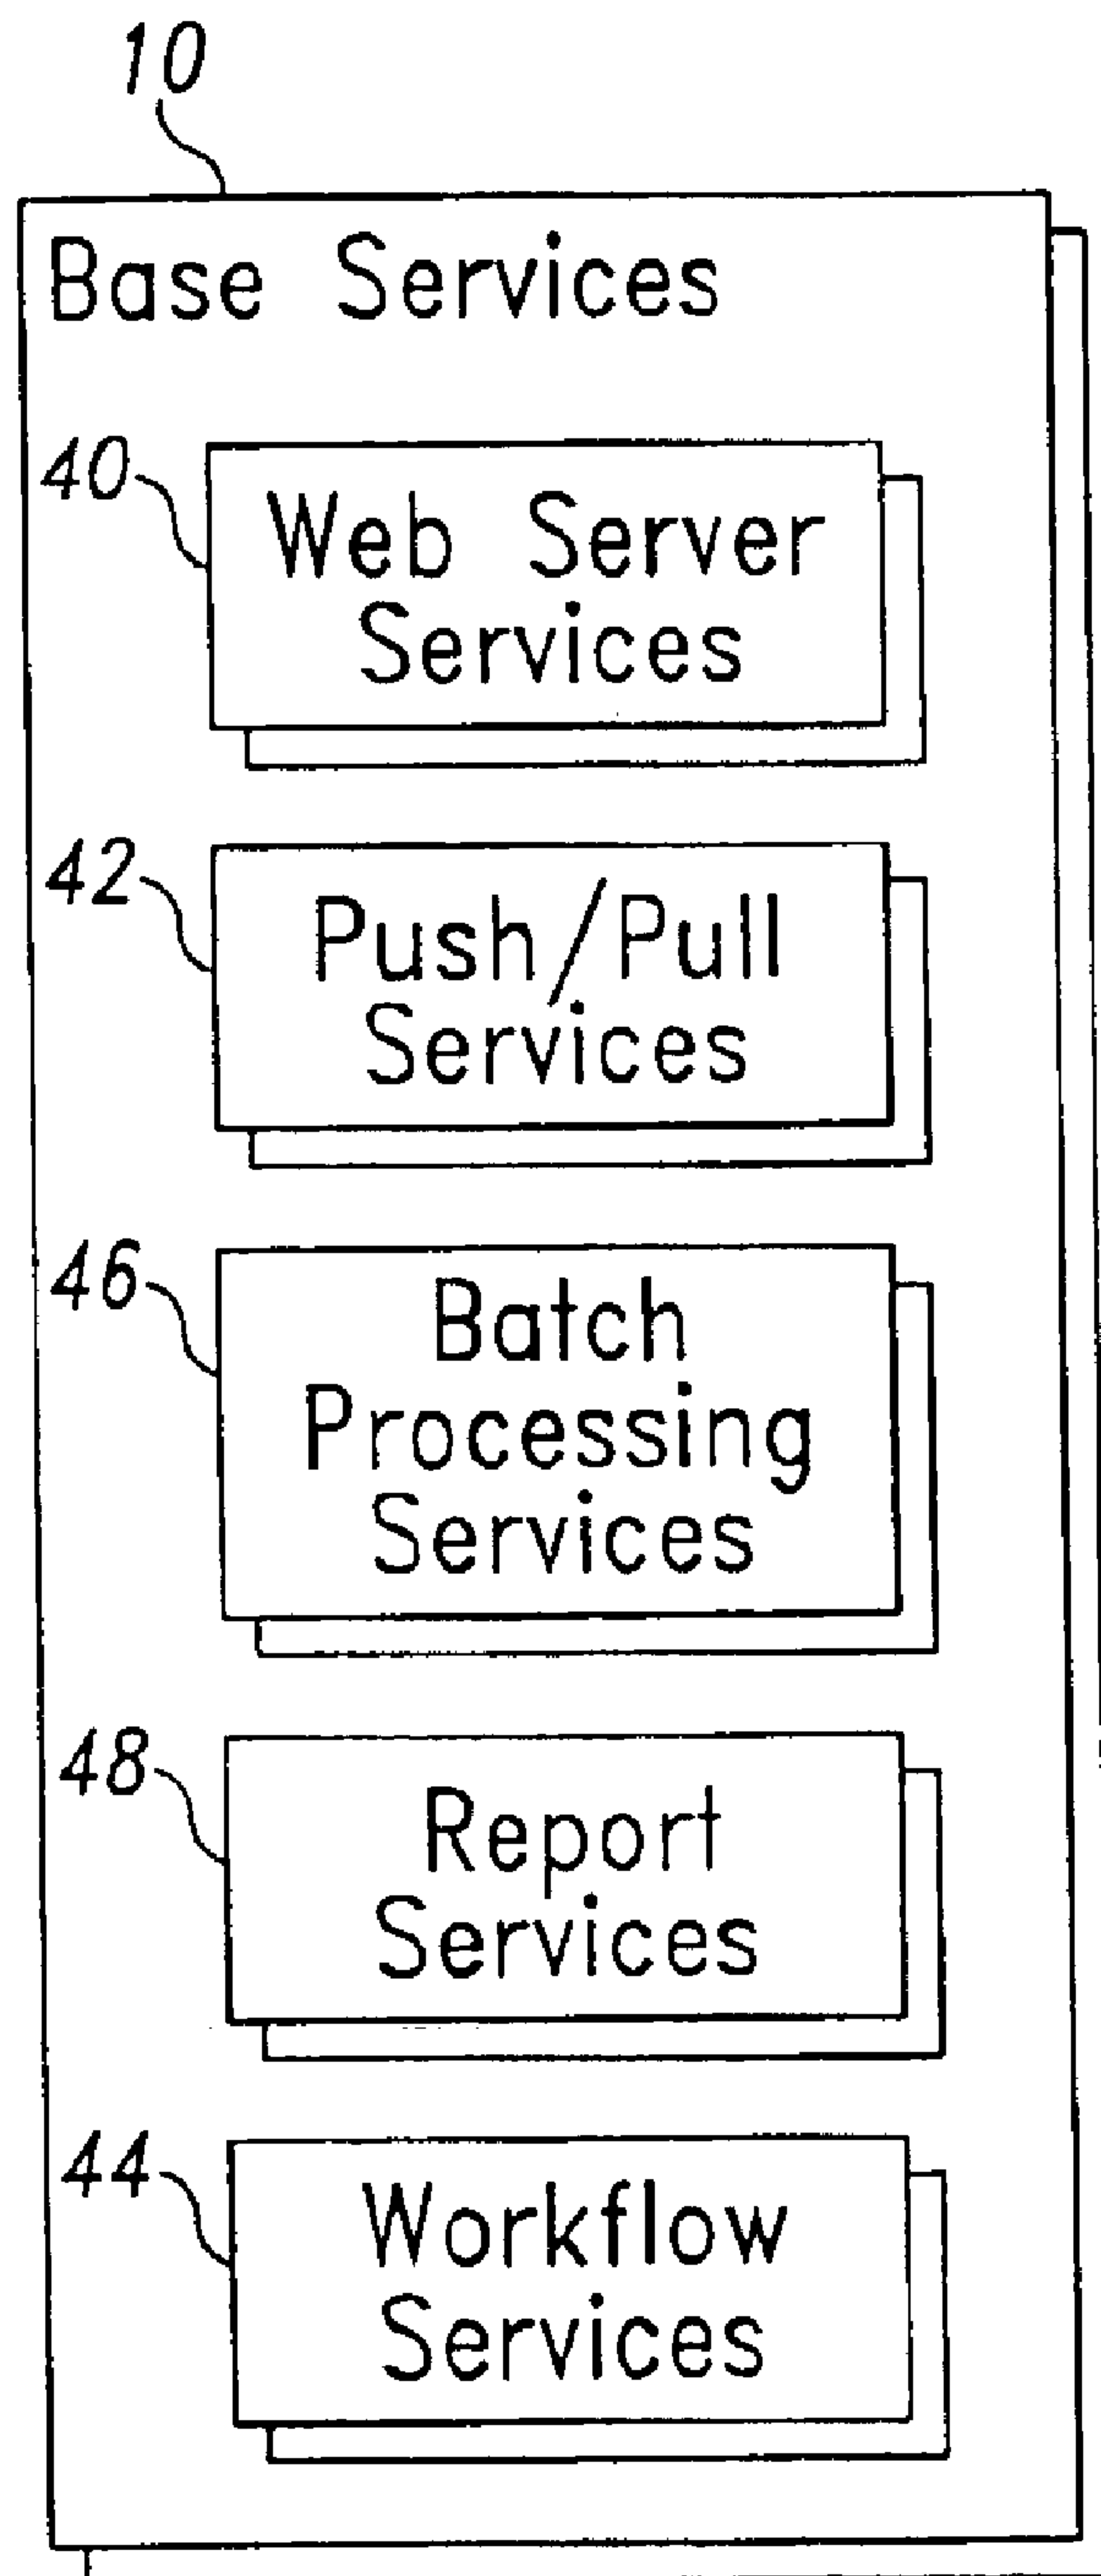 10
Base Services
40
Web Server
Services
42
Push/Pull
Services
46
Batch
Processing
Services
48
Report
Services
44
Workflow
Services